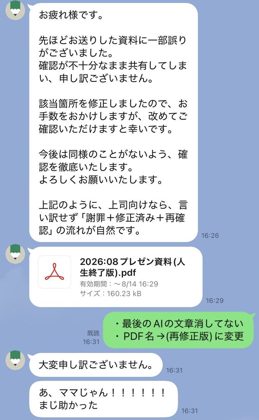 お疲れ様です。
先ほどお送りした資料に一部誤り
がございました。
確認が不十分なまま共有してしま
い、申し訳ございません。
該当箇所を修正しましたので、お
手数をおかけしますが、改めてご
確認いただけますと幸いです。
今後は同様のことがないよう、確
認を徹底いたします。
よろしくお願いいたします。
上記のように、上司向けなら、言
い訳せず「謝罪＋修正済み＋再確
認」の流れが自然です。
16:26
2026:08プレゼン資料(人
生終了版).pdf
有効期間：～8/14 16:29
サイズ：160.23 kB
16:29
・最後のAIの文章消してない
・PDF名→(再修正版)に変更
既読
16:31
大変申し訳ございません。
16:31
あ、ママじゃん！！！！！！
まじ助かった
16:31